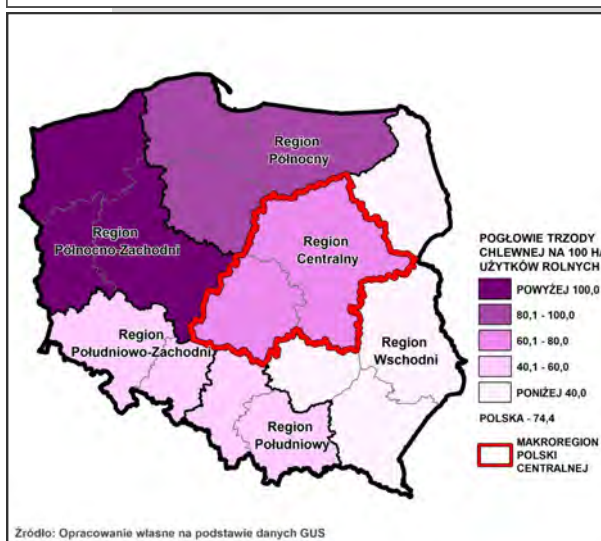 Region
Północny
Region
Północno-Zachodni
Region
Centralny
Region
Południowo-Zachodni
Region
Wschodni
Region
Południowy
POGŁOWIE TRZODY
CHLEWNEJ NA 100 HA
UŻYTKÓW ROLNYCH
POWYŻEJ 100,0
80,1 - 100,0
60,1 - 80,0
40,1 - 60,0
PONIŻEJ 40,0
POLSKA - 74,4
MAKROREGION
POLSKI
CENTRALNEJ
Źródło: Opracowanie własne na podstawie danych GUS